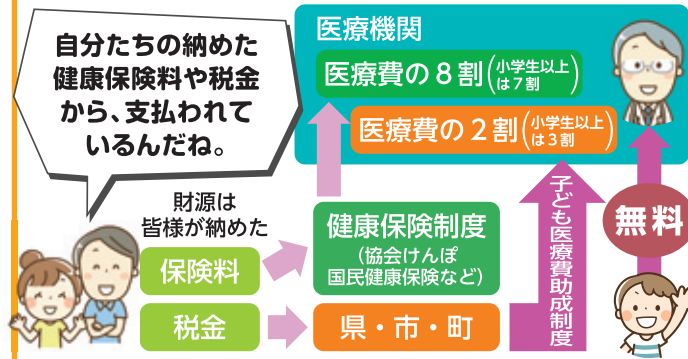 自分たちの納めた
健康保険料や税金
から、支払われて
いるんだね。
医療機関
医療費の8割(小学生以上は7割)
医療費の2割(小学生以上は3割)
財源は
皆様が納めた
保険料
税金
健康保険制度
(協会けんぽ
国民健康保険など)
県・市・町
子ども医療費助成制度
無料